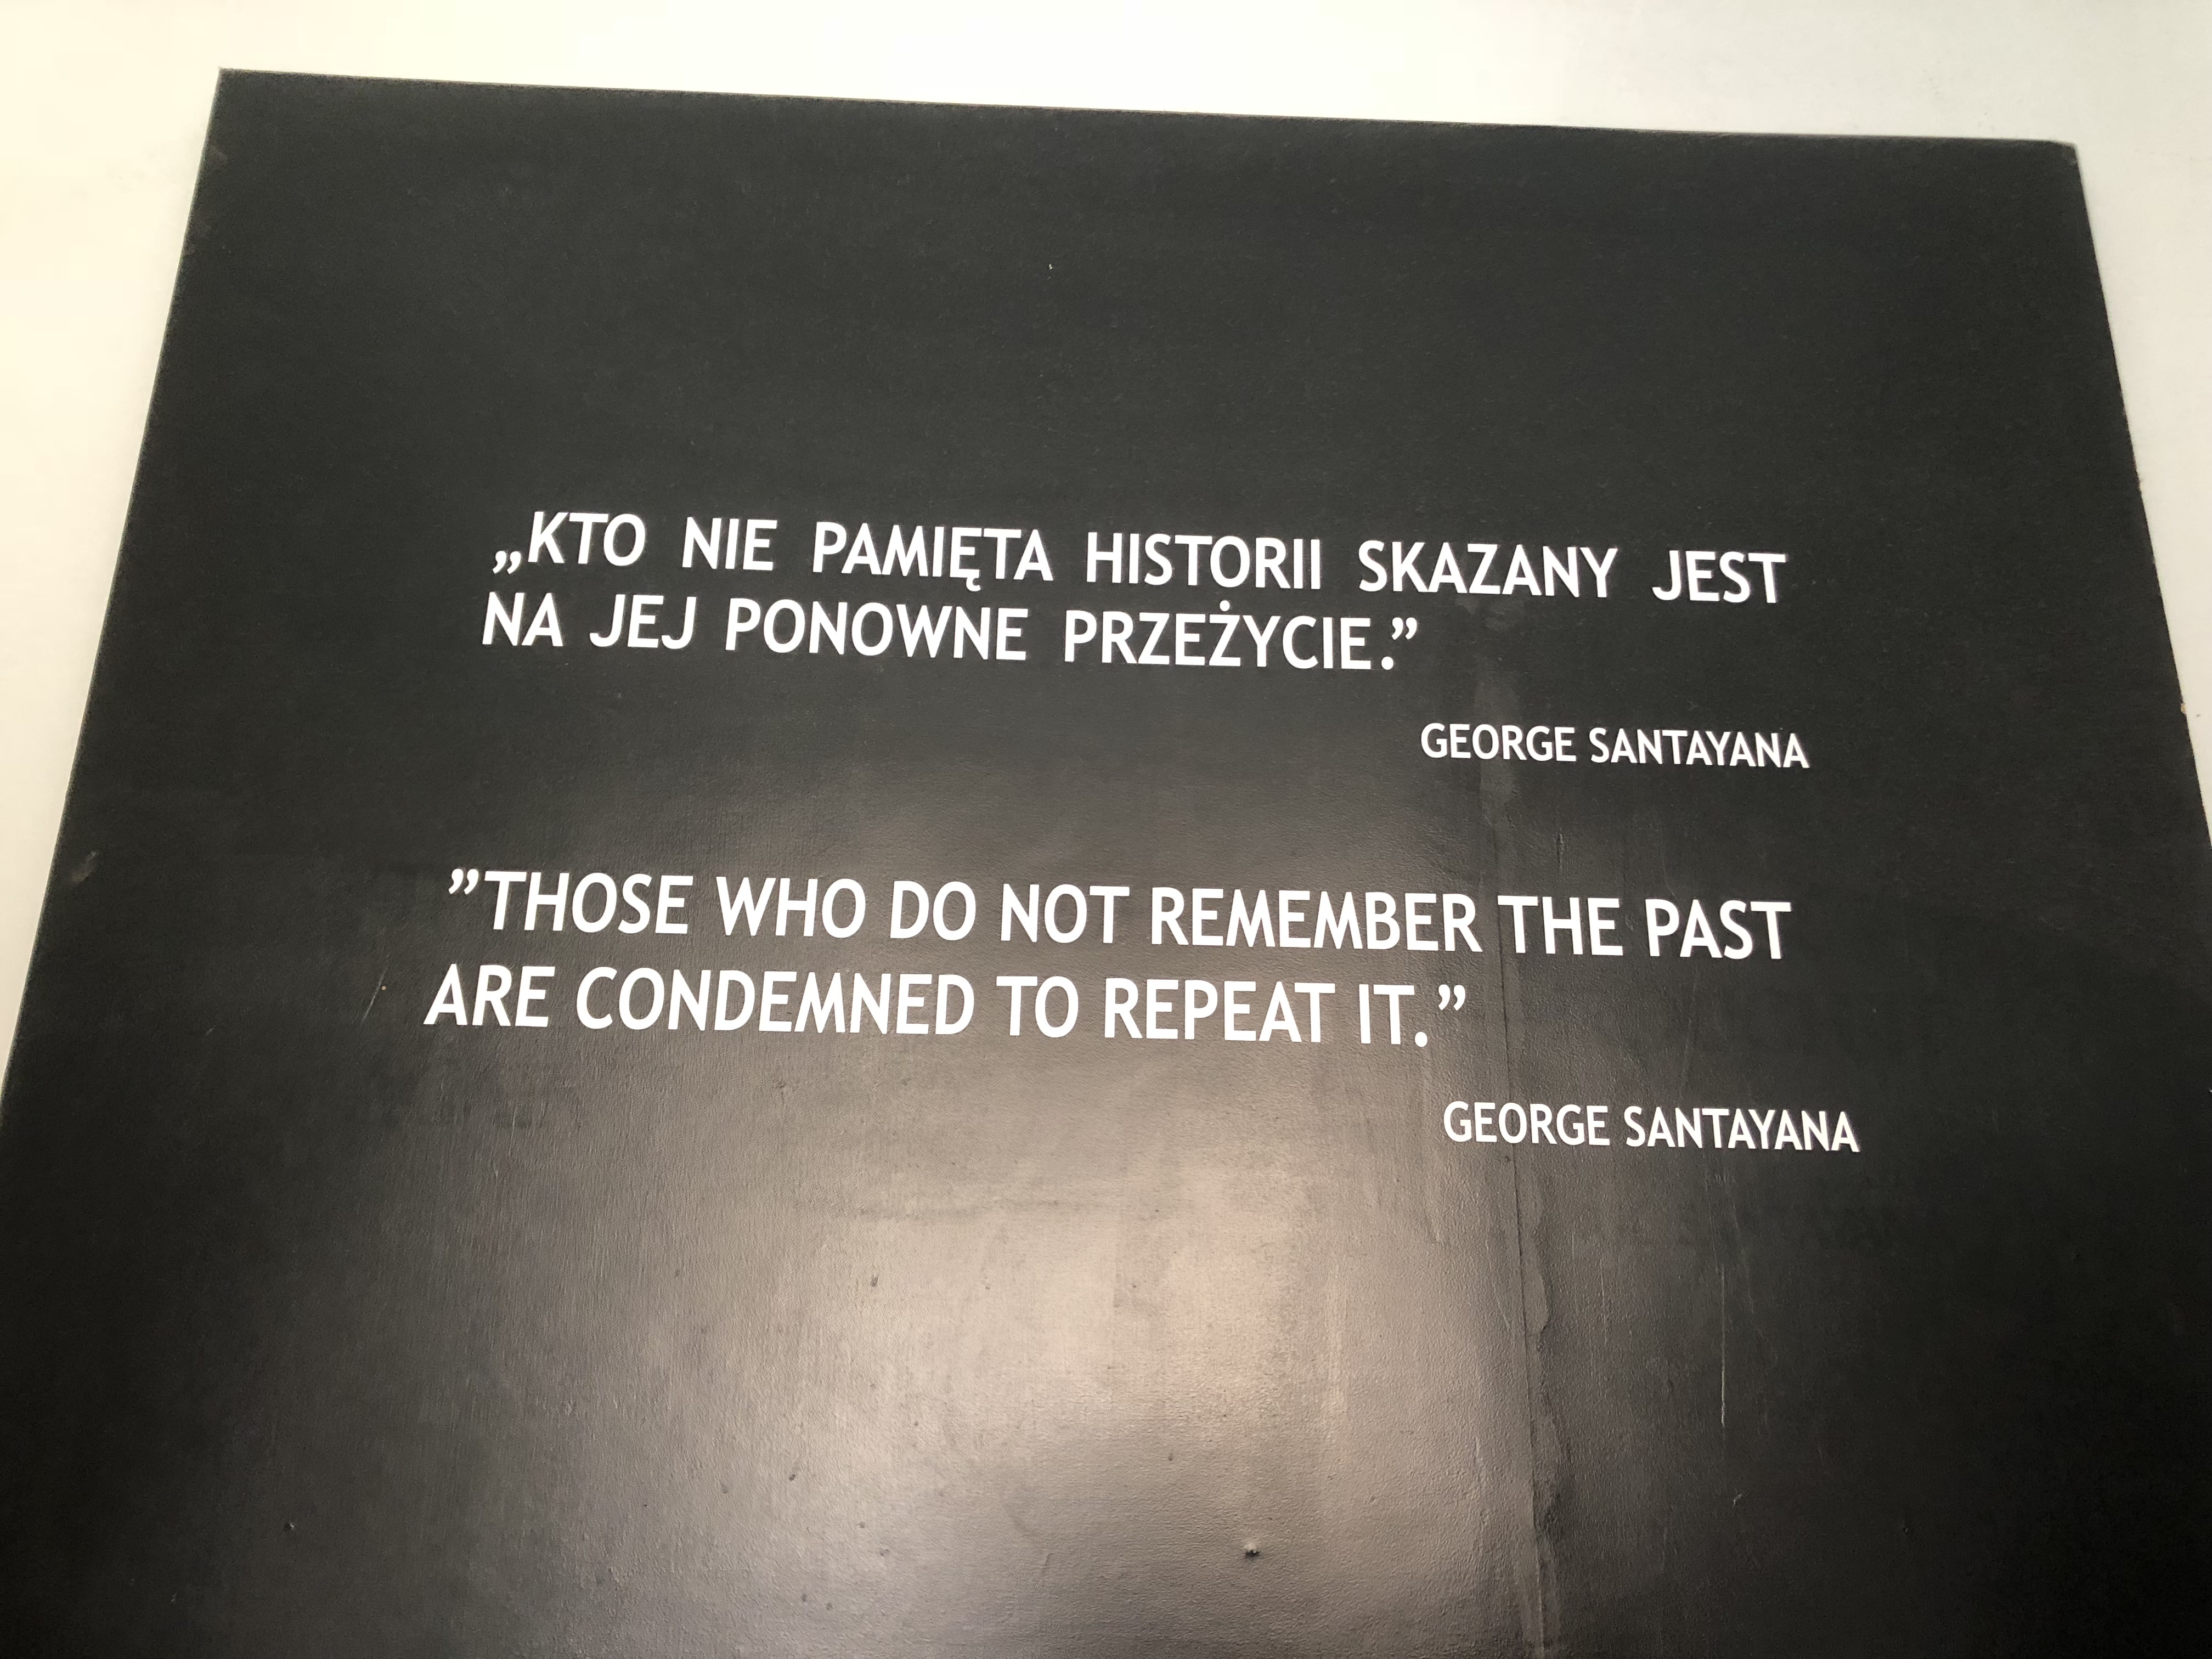 „KTO NIE PAMIĘTA HISTORII SKAZANY JEST
NA JEJ PONOWNE PRZEŻYCIE.”
GEORGE SANTAYANA
”THOSE WHO DO NOT REMEMBER THE PAST
ARE CONDEMNED TO REPEAT IT.”
GEORGE SANTAYANA